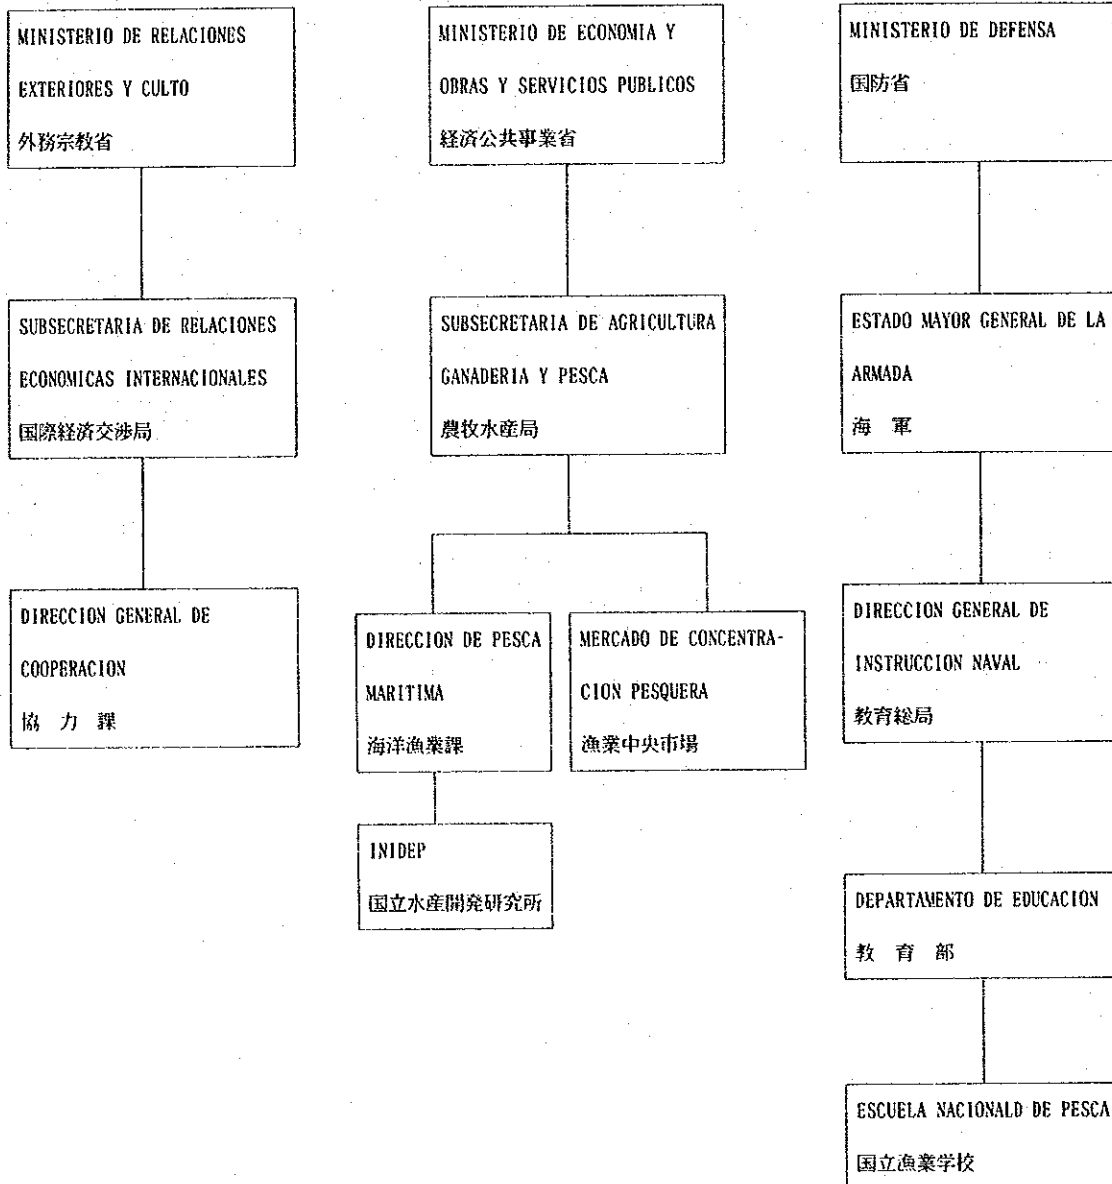 MINISTERIO DE RELACIONES
EXTERIORES Y CULTO
外務宗教省
MINISTERIO DE ECONOMIA Y
OBRAS Y SERVICIOS PUBLICOS
経済公共事業省
MINISTERIO DE DEFENSA
国防省
SUBSECRETARIA DE RELACIONES
ECONOMICAS INTERNACIONALES
国際経済交渉局
SUBSECRETARIA DE AGRICULTURA
GANADERIA Y PESCA
農牧水産局
ESTADO MAYOR GENERAL DE LA
ARMADA
海 軍
DIRECCION GENERAL DE
COOPERACION
協 力 課
DIRECCION DE PESCA
MARITIMA
海洋漁業課
MERCADO DE CONCENTRA-
CION PESQUERA
漁業中央市場
DIRECCION GENERAL DE
INSTRUCCION NAVAL
教育総局
INIDEP
国立水産開発研究所
DEPARTAMENTO DE EDUCACION
教 育 部
ESCUELA NACIONALD DE PESCA
国立漁業学校